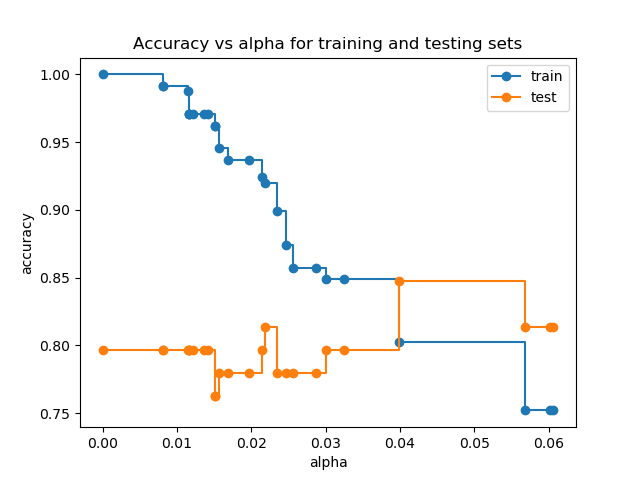 Accuracy vs alpha for training and testing sets
train
test
accuracy
1.00
0.95
0.90
0.85
0.80
0.75
0.00 0.01 0.02 0.03 0.04 0.05 0.06
alpha